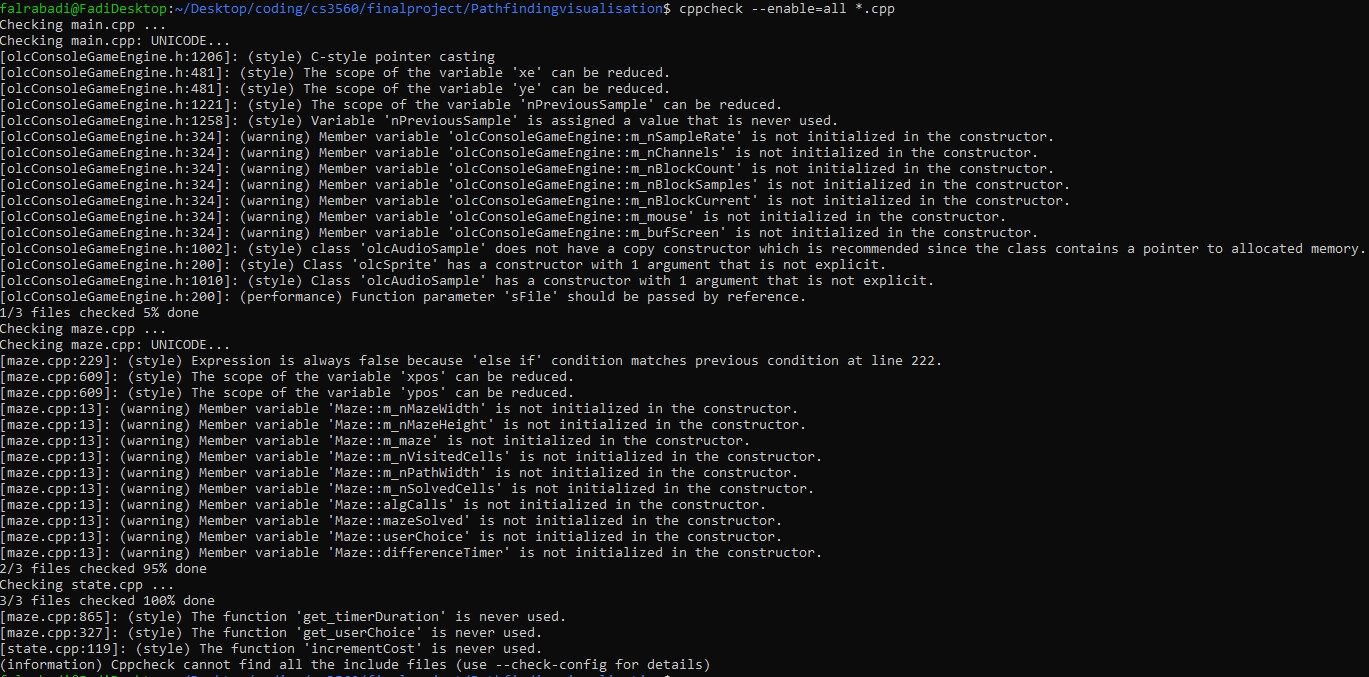 falrabadi@FadiDesktop:~/Desktop/coding/cs3560/finalproject/Pathfindingvisualisation$ cppcheck --enable=all *.cpp
Checking main.cpp ...
Checking main.cpp: UNICODE...
[olcConsoleGameEngine.h:1206]: (style) C-style pointer casting
[olcConsoleGameEngine.h:481]: (style) The scope of the variable 'xe' can be reduced.
[olcConsoleGameEngine.h:481]: (style) The scope of the variable 'ye' can be reduced.
[olcConsoleGameEngine.h:1221]: (style) The scope of the variable 'nPreviousSample' can be reduced.
[olcConsoleGameEngine.h:1258]: (style) Variable 'nPreviousSample' is assigned a value that is never used.
[olcConsoleGameEngine.h:324]: (warning) Member variable 'olcConsoleGameEngine::m_nSampleRate' is not initialized in the constructor.
[olcConsoleGameEngine.h:324]: (warning) Member variable 'olcConsoleGameEngine::m_nChannels' is not initialized in the constructor.
[olcConsoleGameEngine.h:324]: (warning) Member variable 'olcConsoleGameEngine::m_nBlockCount' is not initialized in the constructor.
[olcConsoleGameEngine.h:324]: (warning) Member variable 'olcConsoleGameEngine::m_nBlockSamples' is not initialized in the constructor.
[olcConsoleGameEngine.h:324]: (warning) Member variable 'olcConsoleGameEngine::m_nBlockCurrent' is not initialized in the constructor.
[olcConsoleGameEngine.h:324]: (warning) Member variable 'olcConsoleGameEngine::m_mouse' is not initialized in the constructor.
[olcConsoleGameEngine.h:324]: (warning) Member variable 'olcConsoleGameEngine::m_bufScreen' is not initialized in the constructor.
[olcConsoleGameEngine.h:1002]: (style) class 'olcAudioSample' does not have a copy constructor which is recommended since the class contains a pointer to allocated memory.
[olcConsoleGameEngine.h:200]: (style) Class 'olcSprite' has a constructor with 1 argument that is not explicit.
[olcConsoleGameEngine.h:1010]: (style) Class 'olcAudioSample' has a constructor with 1 argument that is not explicit.
[olcConsoleGameEngine.h:200]: (performance) Function parameter 'sFile' should be passed by reference.
1/3 files checked 5% done
Checking maze.cpp ...
Checking maze.cpp: UNICODE...
[maze.cpp:229]: (style) Expression is always false because 'else if' condition matches previous condition at line 222.
[maze.cpp:609]: (style) The scope of the variable 'xpos' can be reduced.
[maze.cpp:609]: (style) The scope of the variable 'ypos' can be reduced.
[maze.cpp:13]: (warning) Member variable 'Maze::m_nMazeWidth' is not initialized in the constructor.
[maze.cpp:13]: (warning) Member variable 'Maze::m_nMazeHeight' is not initialized in the constructor.
[maze.cpp:13]: (warning) Member variable 'Maze::m_maze' is not initialized in the constructor.
[maze.cpp:13]: (warning) Member variable 'Maze::m_nVisitedCells' is not initialized in the constructor.
[maze.cpp:13]: (warning) Member variable 'Maze::m_nPathWidth' is not initialized in the constructor.
[maze.cpp:13]: (warning) Member variable 'Maze::m_nSolvedCells' is not initialized in the constructor.
[maze.cpp:13]: (warning) Member variable 'Maze::algCalls' is not initialized in the constructor.
[maze.cpp:13]: (warning) Member variable 'Maze::mazeSolved' is not initialized in the constructor.
[maze.cpp:13]: (warning) Member variable 'Maze::userChoice' is not initialized in the constructor.
[maze.cpp:13]: (warning) Member variable 'Maze::differenceTimer' is not initialized in the constructor.
2/3 files checked 95% done
Checking state.cpp ...
3/3 files checked 100% done
[maze.cpp:865]: (style) The function 'get_timerDuration' is never used.
[maze.cpp:327]: (style) The function 'get_userChoice' is never used.
[state.cpp:119]: (style) The function 'incrementCost' is never used.
(information) Cppcheck cannot find all the include files (use --check-config for details)